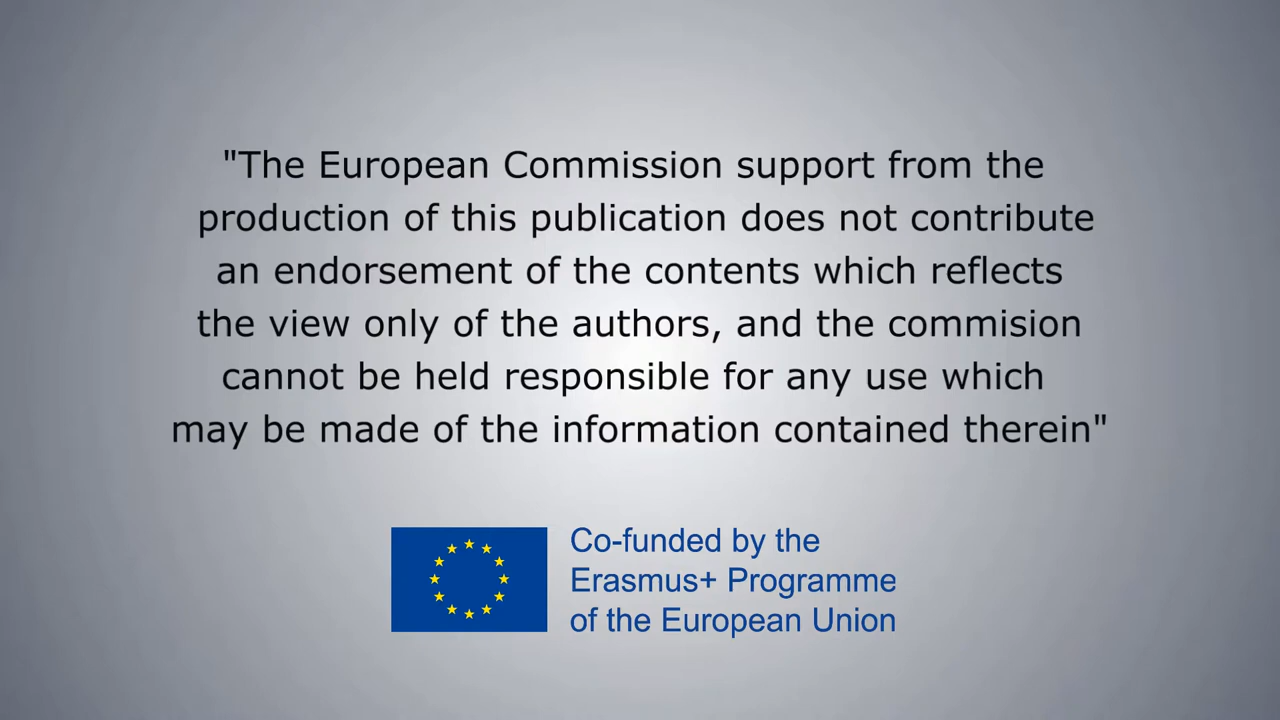 "The European Commission support from the
production of this publication does not contribute
an endorsement of the contents which reflects
the view only of the authors, and the commision
cannot be held responsible for any use which
may be made of the information contained therein"
Co-funded by the
Erasmus+ Programme
of the European Union